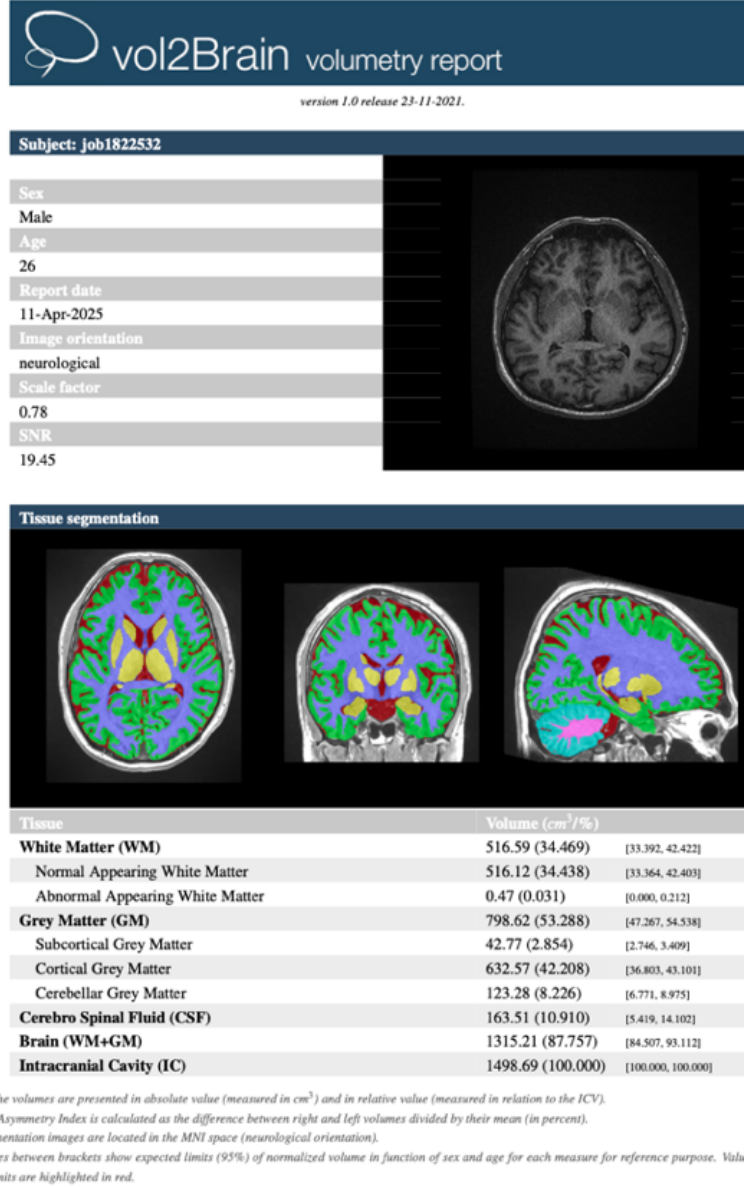 vol2Brain volumetry report
version 1.0 release 23-11-2021.
Subject: job1822532
Sex
Male
Age
26
Report date
11-Apr-2025
Image orientation
neurological
Scale factor
0.78
SNR
19.45
Tissue segmentation
Tissue Volume (cm³/%)
White Matter (WM) 516.59 (34.469) [33.392, 42.422]
Normal Appearing White Matter 516.12 (34.438) [33.364, 42.403]
Abnormal Appearing White Matter 0.47 (0.031) [0.000, 0.212]
Grey Matter (GM) 798.62 (53.288) [47.267, 54.538]
Subcortical Grey Matter 42.77 (2.854) [2.746, 3.409]
Cortical Grey Matter 632.57 (42.208) [36.803, 43.101]
Cerebellar Grey Matter 123.28 (8.226) [6.771, 8.975]
Cerebro Spinal Fluid (CSF) 163.51 (10.910) [5.419, 14.102]
Brain (WM+GM) 1315.21 (87.757) [84.507, 93.112]
Intracranial Cavity (IC) 1498.69 (100.000) [100.000, 100.000]
he volumes are presented in absolute value (measured in cm³) and in relative value (measured in relation to the ICV).
Asymmetry Index is calculated as the difference between right and left volumes divided by their mean (in percent).
mentation images are located in the MNI space (neurological orientation).
es between brackets show expected limits (95%) of normalized volume in function of sex and age for each measure for reference purpose. Valu
mits are highlighted in red.